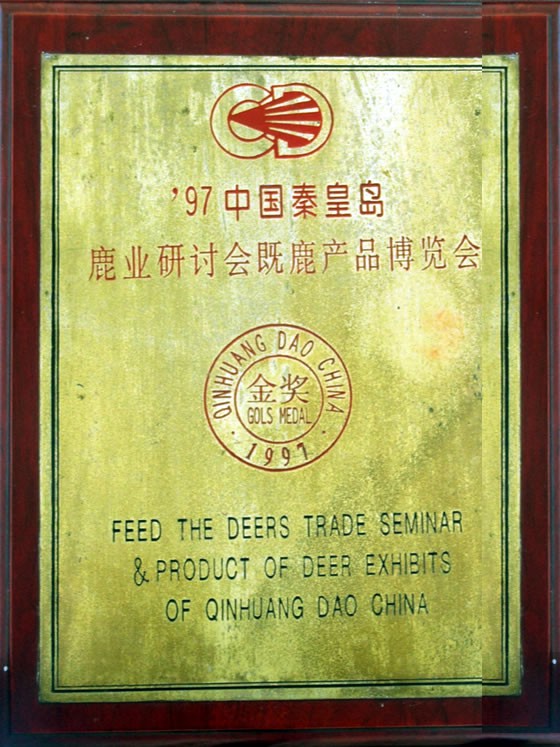 '97中国秦皇岛
鹿业研讨会既鹿产品博览会
QINHUANG DAO CHINA
金奖
GOLS MEDAL
·1997·
FEED THE DEERS TRADE SEMINAR
& PRODUCT OF DEER EXHIBITS
OF QINHUANG DAO CHINA